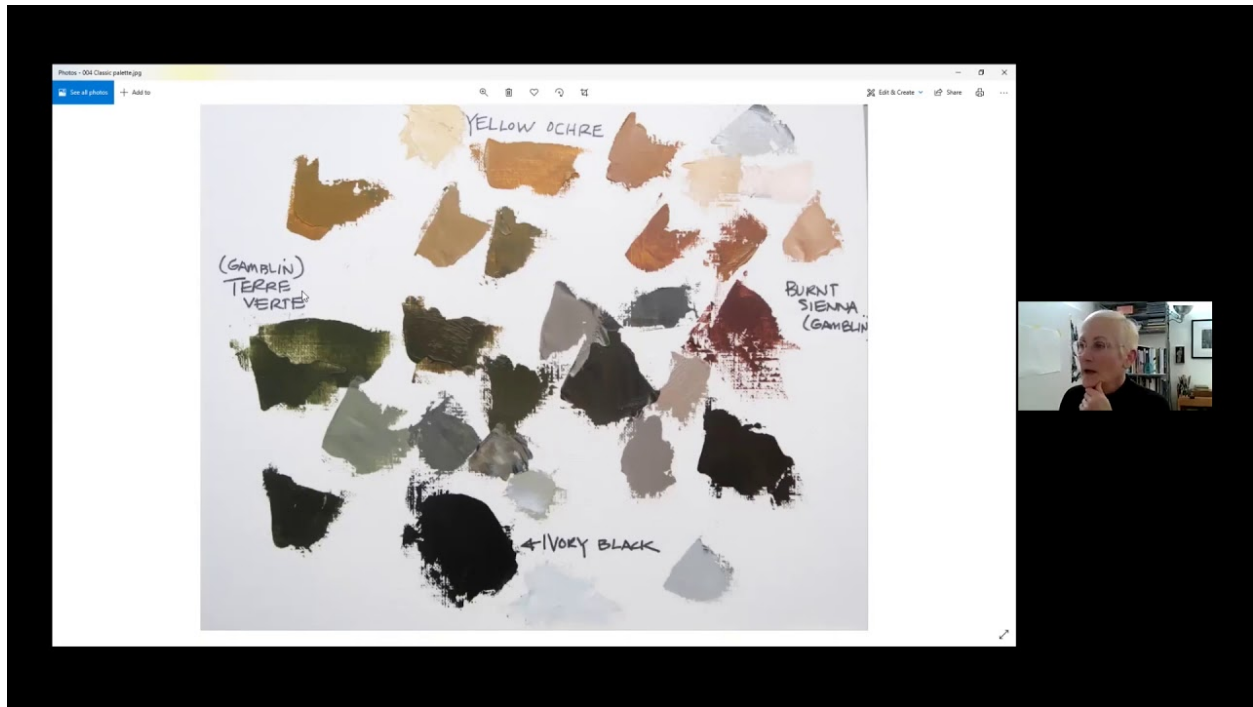 Photos - 004 Classic palette.jpg
See all photos
Add to
Edit & Create
Share
YELLOW OCHRE
(GAMBLIN)
TERRE
VERTE
BURNT
SIENNA
(GAMBLIN
IVORY BLACK